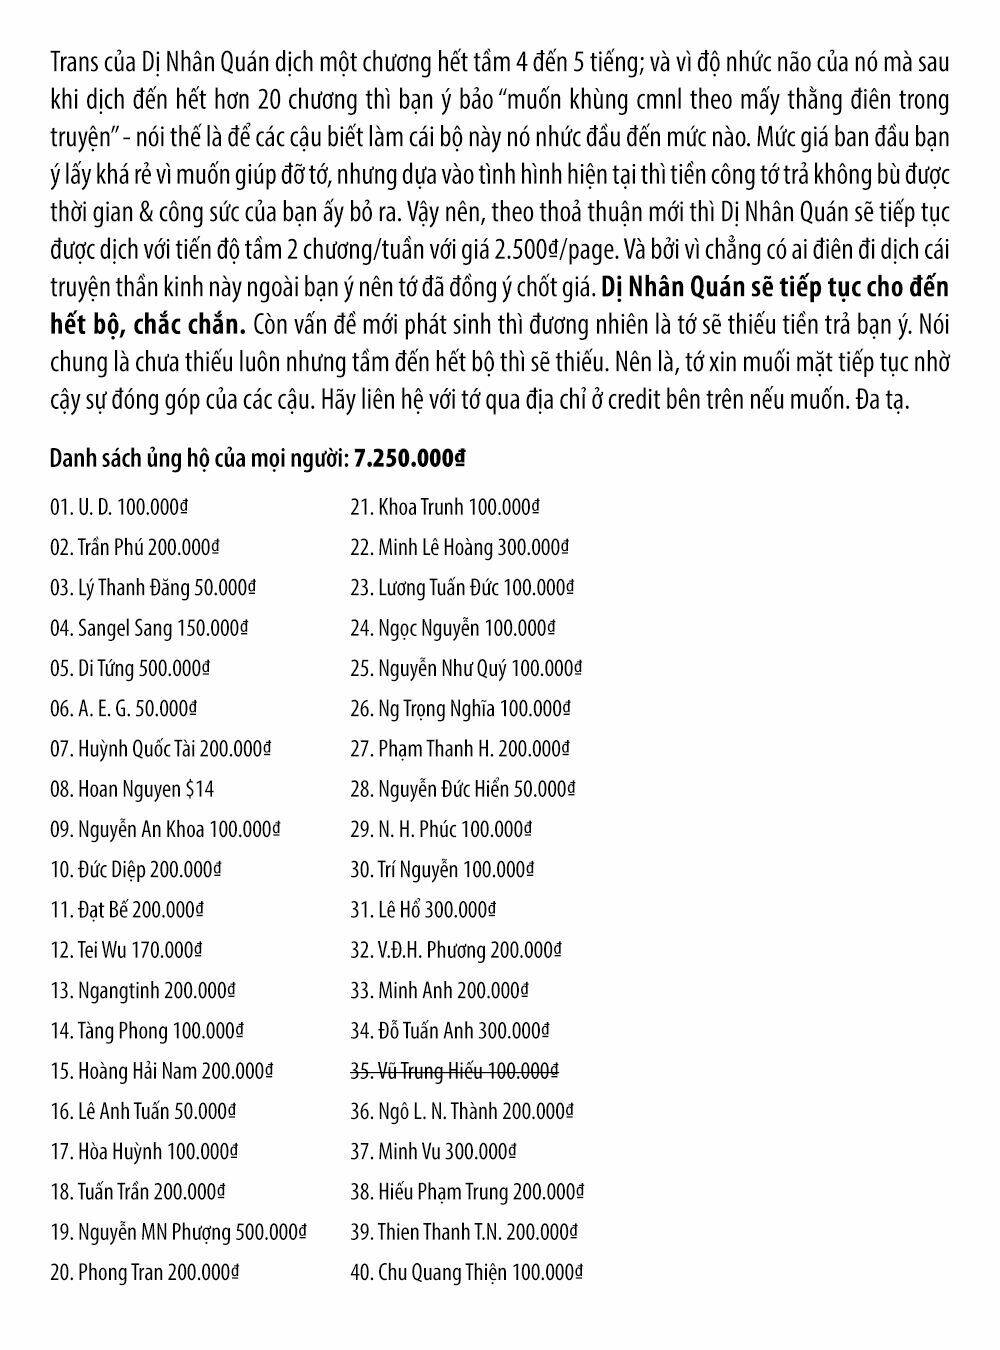 Trans của Dị Nhân Quán dịch một chương hết tầm 4 đến 5 tiếng; và vì độ nhức não của nó mà sau
khi dịch đến hết hơn 20 chương thì bạn ý bảo “muốn khùng cmnl theo mấy thằng điên trong
truyện” - nói thế là để các cậu biết làm cái bộ này nó nhức đầu đến mức nào. Mức giá ban đầu bạn
ý lấy khá rẻ vì muốn giúp đỡ tớ, nhưng dựa vào tình hình hiện tại thì tiền công tớ trả không bù được
thời gian & công sức của bạn ấy bỏ ra. Vậy nên, theo thoả thuận mới thì Dị Nhân Quán sẽ tiếp tục
được dịch với tiến độ tầm 2 chương/tuần với giá 2.500₫/page. Và bởi vì chẳng có ai điên đi dịch cái
truyện thần kinh này ngoài bạn ý nên tớ đã đồng ý chốt giá. Dị Nhân Quán sẽ tiếp tục cho đến
hết bộ, chắc chắn. Còn vấn đề mới phát sinh thì đương nhiên là tớ sẽ thiếu tiền trả bạn ý. Nói
chung là chưa thiếu luôn nhưng tầm đến hết bộ thì sẽ thiếu. Nên là, tớ xin muối mặt tiếp tục nhờ
cậy sự đóng góp của các cậu. Hãy liên hệ với tớ qua địa chỉ ở credit bên trên nếu muốn. Đa tạ.
Danh sách ủng hộ của mọi người: 7.250.000₫
01. U. D. 100.000₫
02. Trần Phú 200.000₫
03. Lý Thanh Đăng 50.000₫
04. Sangel Sang 150.000₫
05. Di Tứng 500.000₫
06. A. E. G. 50.000₫
07. Huỳnh Quốc Tài 200.000₫
08. Hoan Nguyen $14
09. Nguyễn An Khoa 100.000₫
10. Đức Diệp 200.000₫
11. Đạt Bế 200.000₫
12. Tei Wu 170.000₫
13. Ngangtinh 200.000₫
14. Tàng Phong 100.000₫
15. Hoàng Hải Nam 200.000₫
16. Lê Anh Tuấn 50.000₫
17. Hòa Huỳnh 100.000₫
18. Tuấn Trần 200.000₫
19. Nguyễn MN Phượng 500.000₫
20. Phong Tran 200.000₫
21. Khoa Trunh 100.000₫
22. Minh Lê Hoàng 300.000₫
23. Lương Tuấn Đức 100.000₫
24. Ngọc Nguyễn 100.000₫
25. Nguyễn Như Quý 100.000₫
26. Ng Trọng Nghĩa 100.000₫
27. Phạm Thanh H. 200.000₫
28. Nguyễn Đức Hiển 50.000₫
29. N. H. Phúc 100.000₫
30. Trí Nguyễn 100.000₫
31. Lê Hổ 300.000₫
32. V.Đ.H. Phương 200.000₫
33. Minh Anh 200.000₫
34. Đỗ Tuấn Anh 300.000₫
35. Vũ Trung Hiếu 100.000₫
36. Ngô L. N. Thành 200.000₫
37. Minh Vu 300.000₫
38. Hiếu Phạm Trung 200.000₫
39. Thien Thanh T.N. 200.000₫
40. Chu Quang Thiện 100.000₫